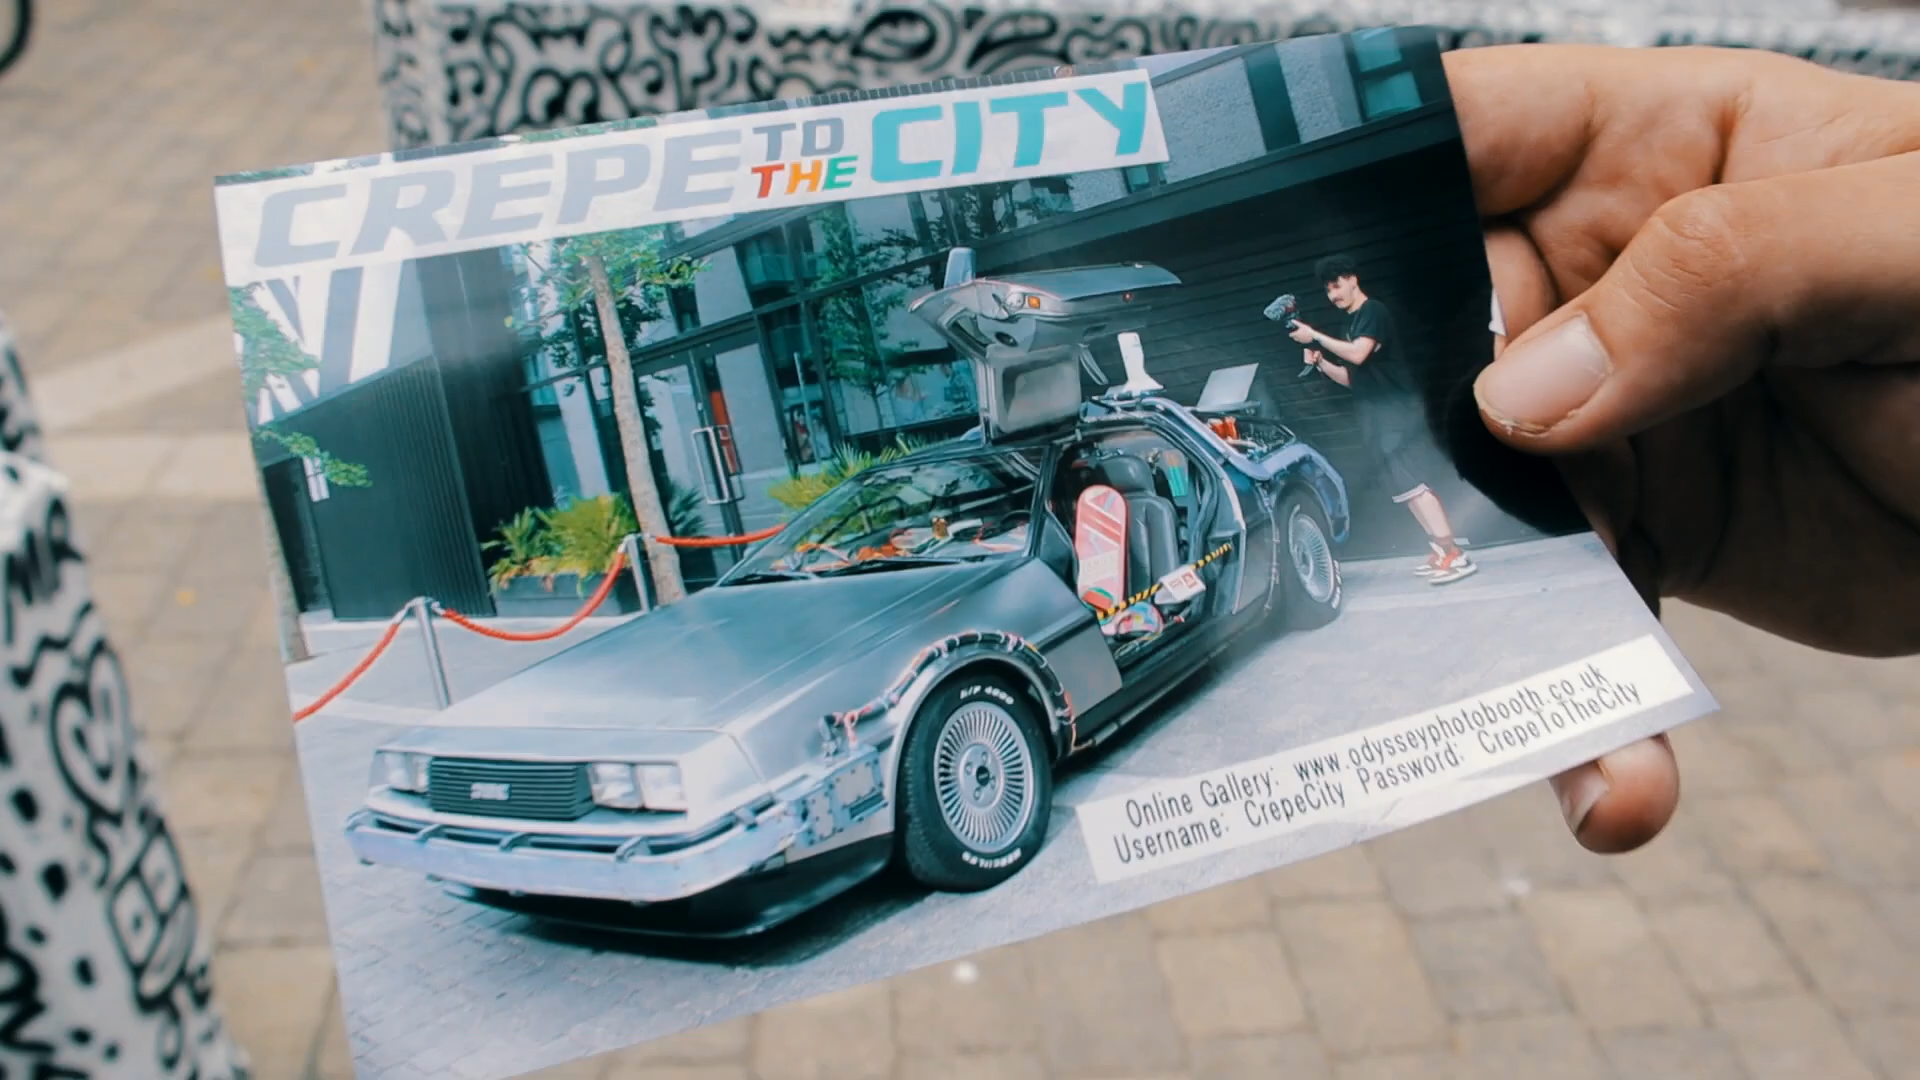 CREPE TO THE CITY
Online Gallery: www.odysseyphotobooth.co.uk
Username: CrepeCity Password: CrepeToTheCity